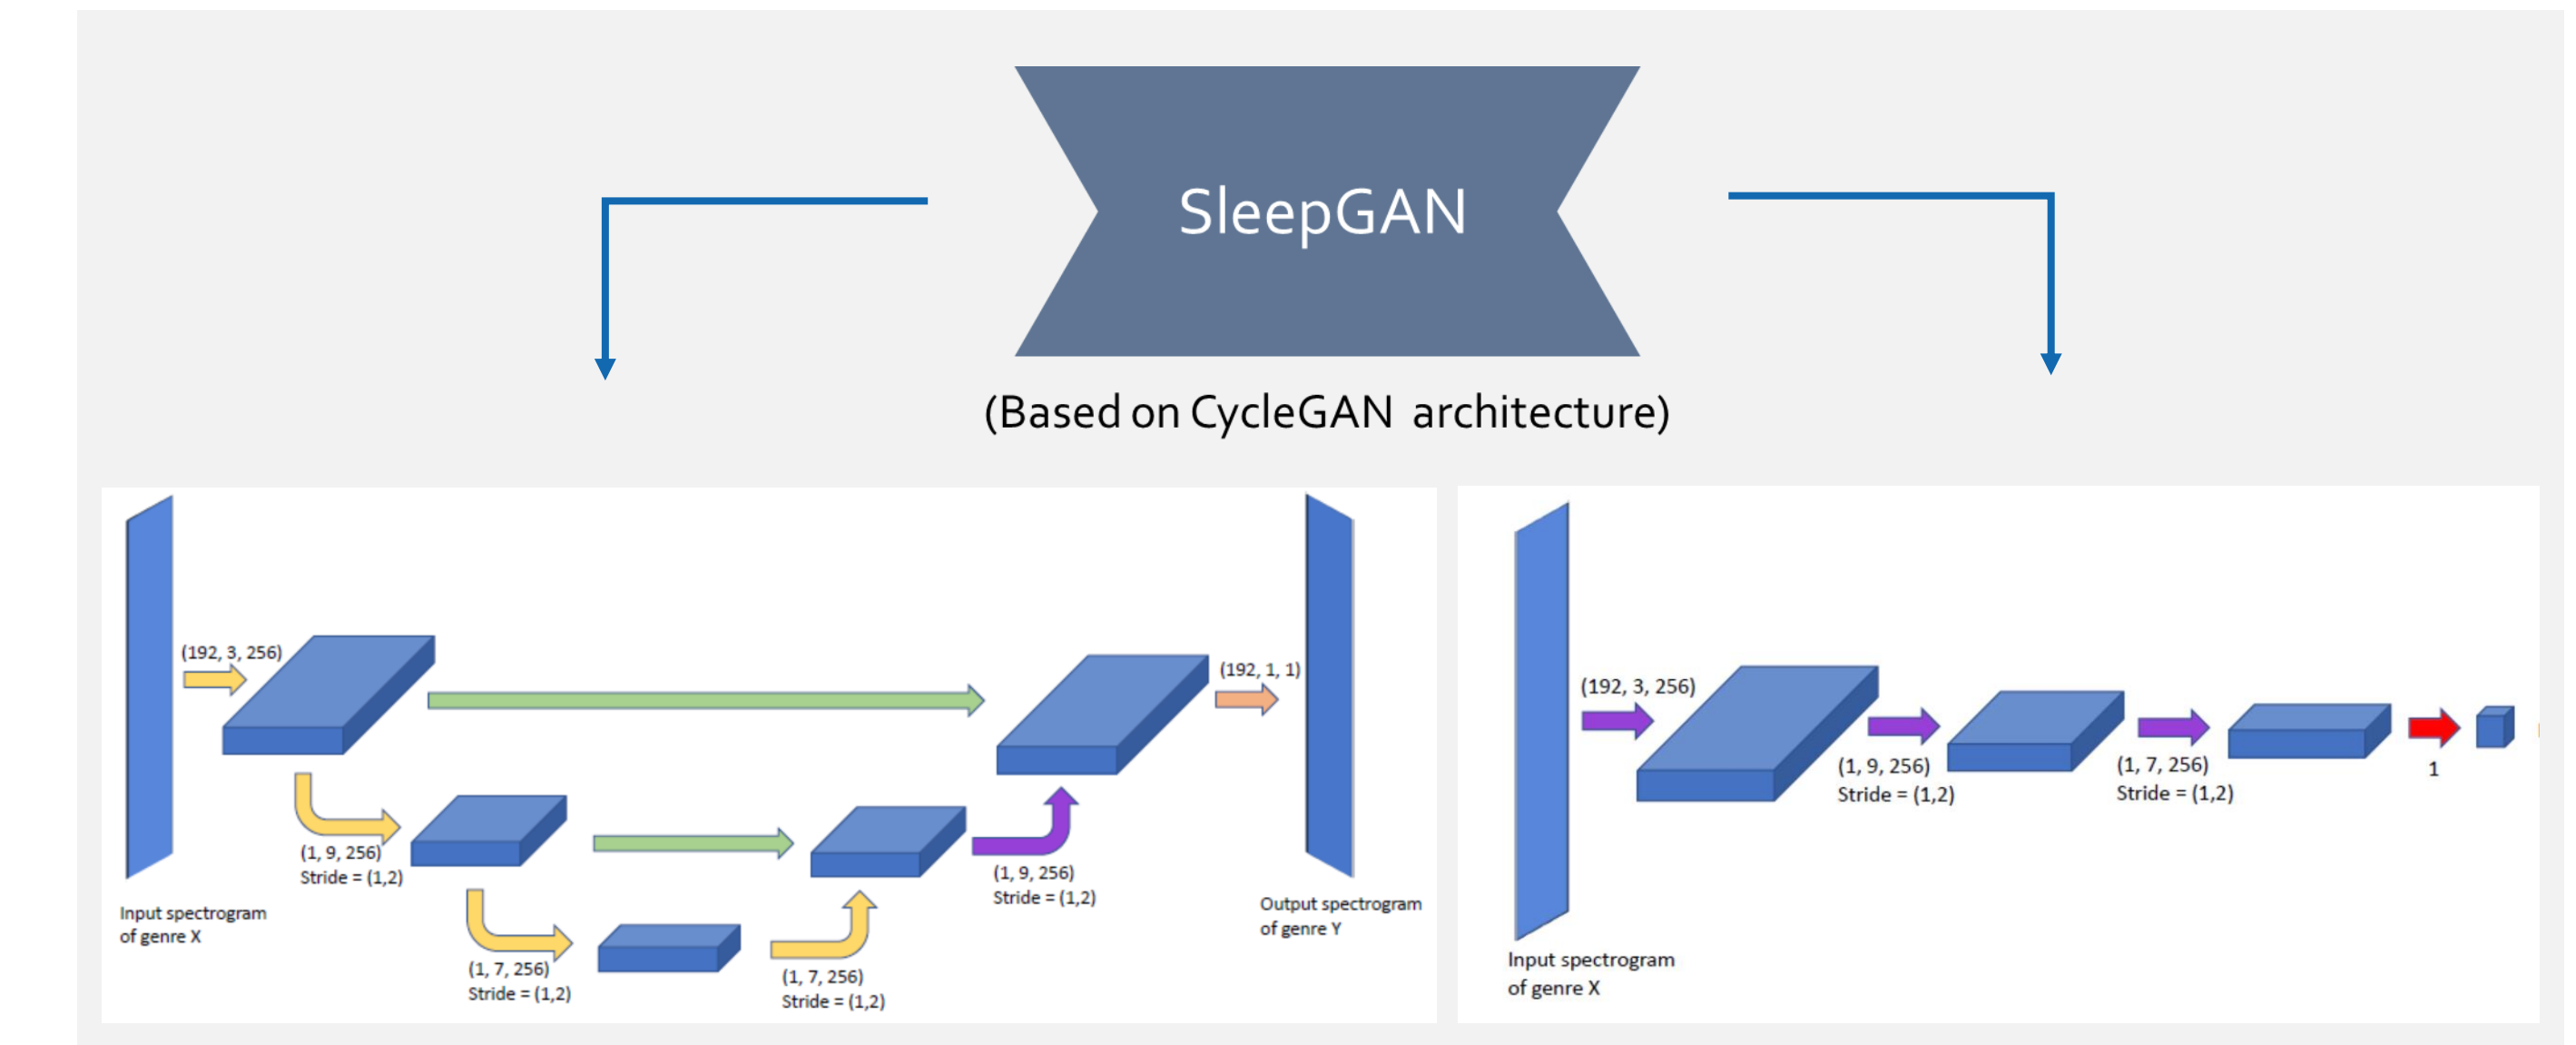 SleepGAN
(Based on CycleGAN architecture)
(192, 3, 256)
(1, 9, 256)
Stride = (1,2)
(1, 7, 256)
Stride = (1,2)
(1, 7, 256)
Stride = (1,2)
(1, 9, 256)
Stride = (1,2)
(192, 1, 1)
Input spectrogram
of genre X
Output spectrogram
of genre Y
(192, 3, 256)
(1, 9, 256)
Stride = (1,2)
(1, 7, 256)
Stride = (1,2)
1
Input spectrogram
of genre X